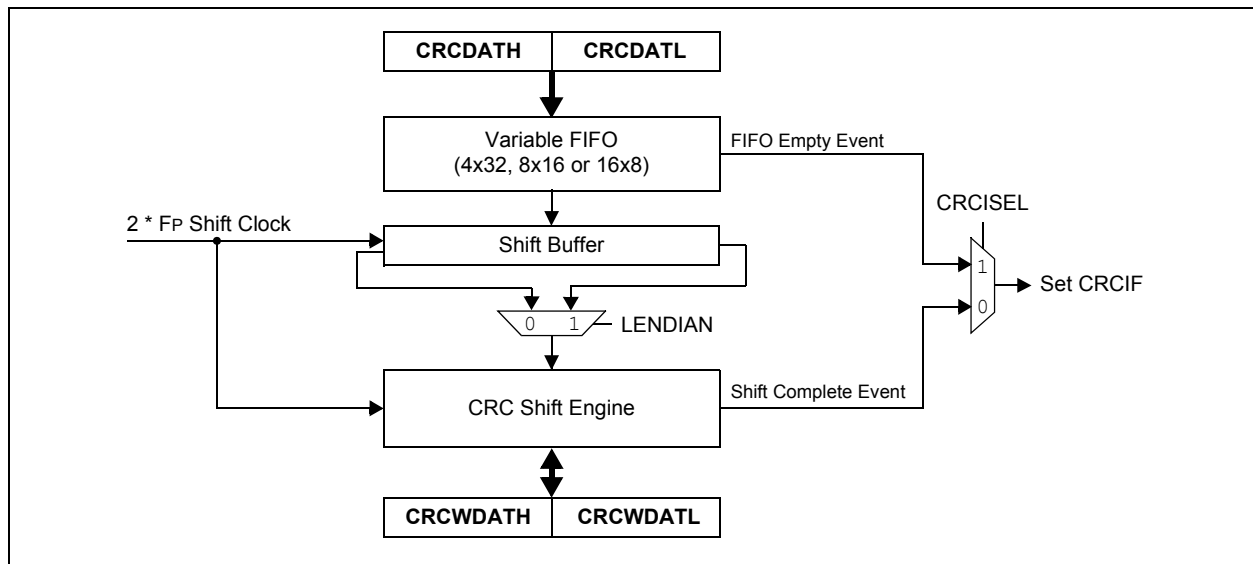 CRCDATH CRCDATL
Variable FIFO
(4x32, 8x16 or 16x8)
FIFO Empty Event
CRCISEL
2 * FP Shift Clock
Shift Buffer
1
Set CRCIF
0
0 1
LENDIAN
Shift Complete Event
CRC Shift Engine
CRCWDATH CRCWDATL